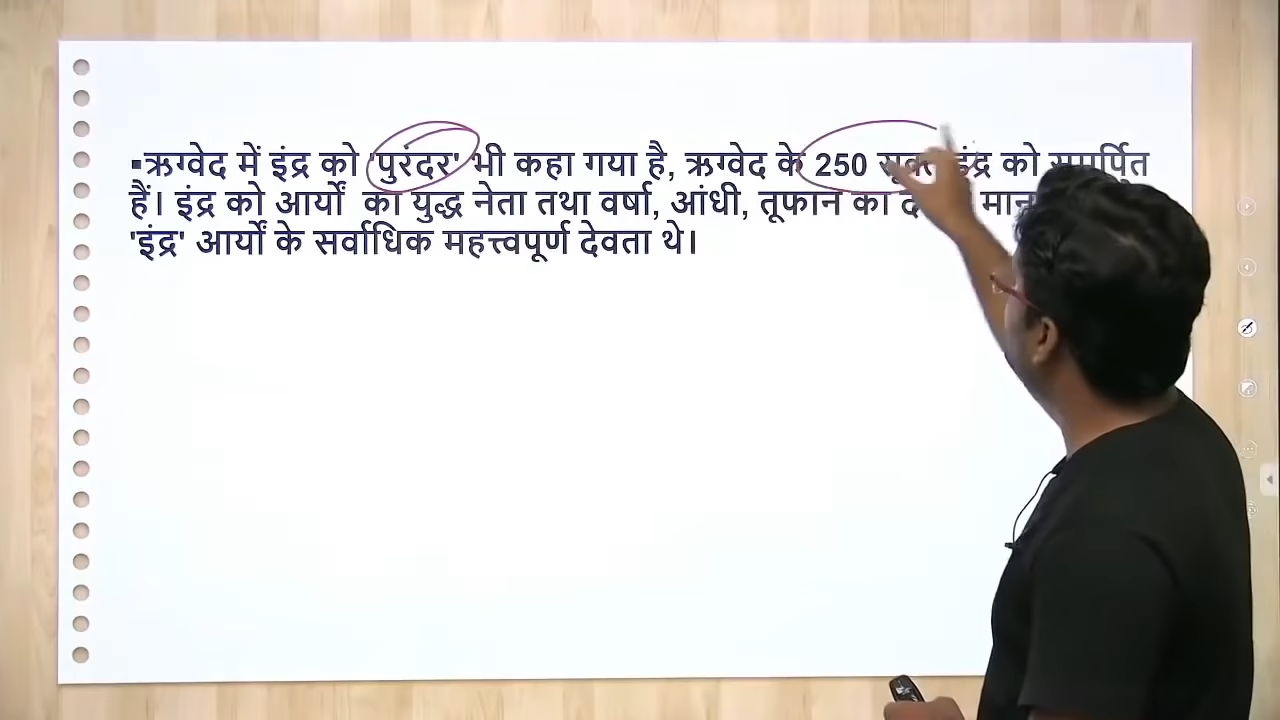 ▪ऋग्वेद में इंद्र को 'पुरंदर' भी कहा गया है, ऋग्वेद के 250 सूक्त इंद्र को समर्पित
हैं। इंद्र को आर्यों का युद्ध नेता तथा वर्षा, आंधी, तूफान का
'इंद्र' आर्यों के सर्वाधिक महत्त्वपूर्ण देवता थे।